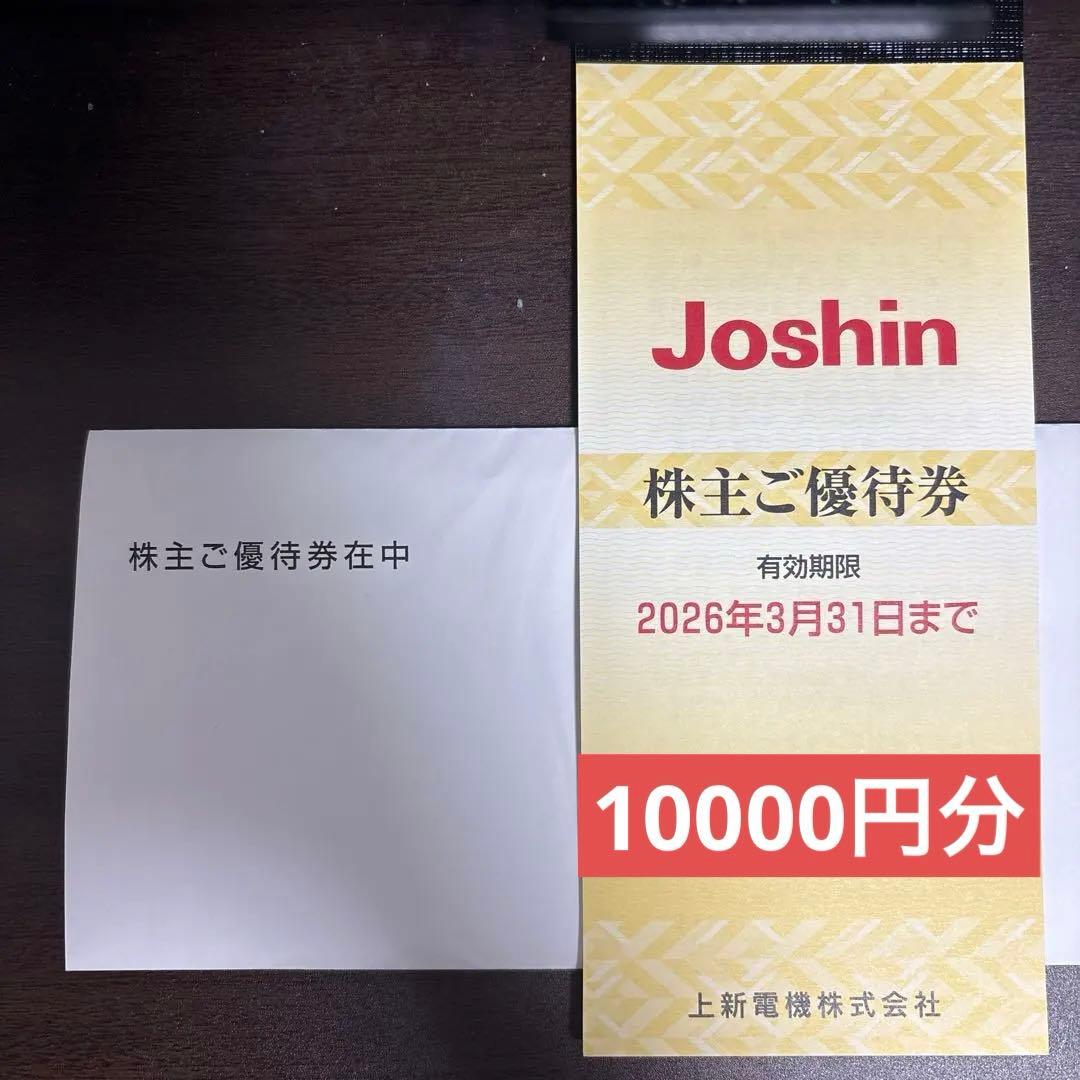 Joshin
株主ご優待券
有効期限
2026年3月31日まで
10000円分
上新電機株式会社
株主ご優待券在中